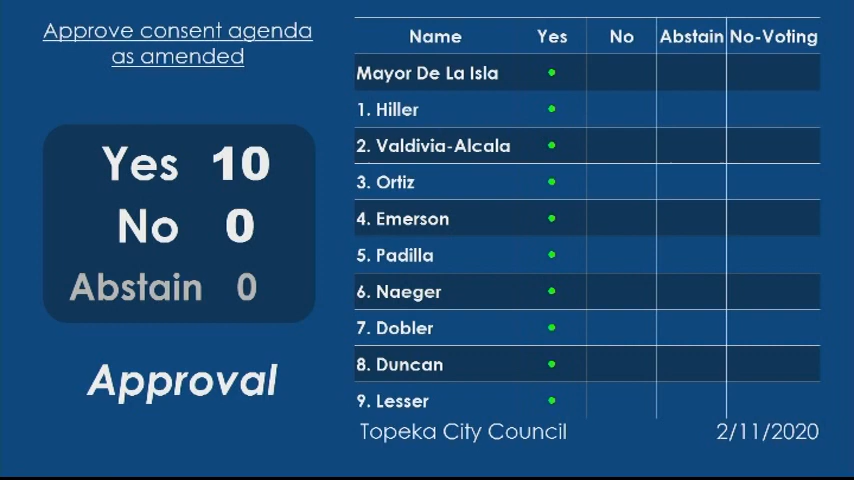 Approve consent agenda
as amended
Yes 10
No 0
Abstain 0
Approval
Name Yes No Abstain No-Voting
Mayor De La Isla
1. Hiller
2. Valdivia-Alcala
3. Ortiz
4. Emerson
5. Padilla
6. Naeger
7. Dobler
8. Duncan
9. Lesser
Topeka City Council 2/11/2020